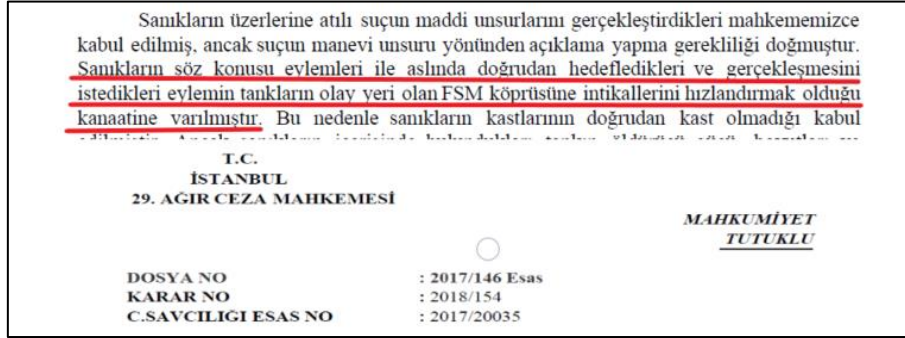 Sanıkların üzerlerine atılı suçun maddi unsurlarını gerçekleştirdikleri mahkememizce
kabul edilmiş, ancak suçun manevi unsuru yönünden açıklama yapma gerekliliği doğmuştur.
Sanıkların söz konusu eylemleri ile aslında doğrudan hedefledikleri ve gerçekleşmesini
istedikleri eylemin tankların olay yeri olan FSM köprüsüne intikallerini hızlandırmak olduğu
kanaatine varılmıştır. Bu nedenle sanıkların kastlarının doğrudan kast olmadığı kabul
T.C.
İSTANBUL
29. AĞIR CEZA MAHKEMESİ
MAHKUMİYET
TUTUKLU
DOSYA NO : 2017/146 Esas
KARAR NO : 2018/154
C.SAVCILIĞI ESAS NO : 2017/20035